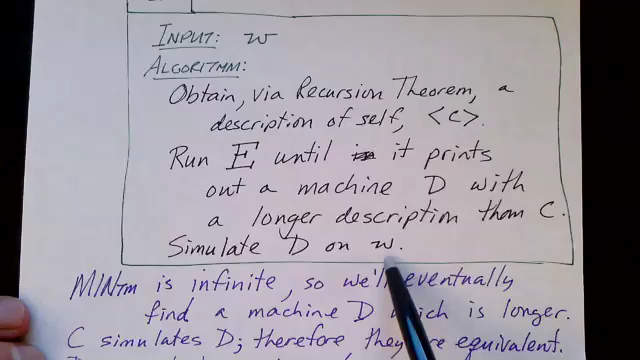 INPUT: w
ALGORITHM:
Obtain, via Recursion Theorem, a
description of self, <C>.
Run E until it prints
out a machine D with
a longer description than C.
Simulate D on w.
MINTM is infinite, so we'll eventually
find a machine D which is longer.
C simulates D; therefore they are equivalent.